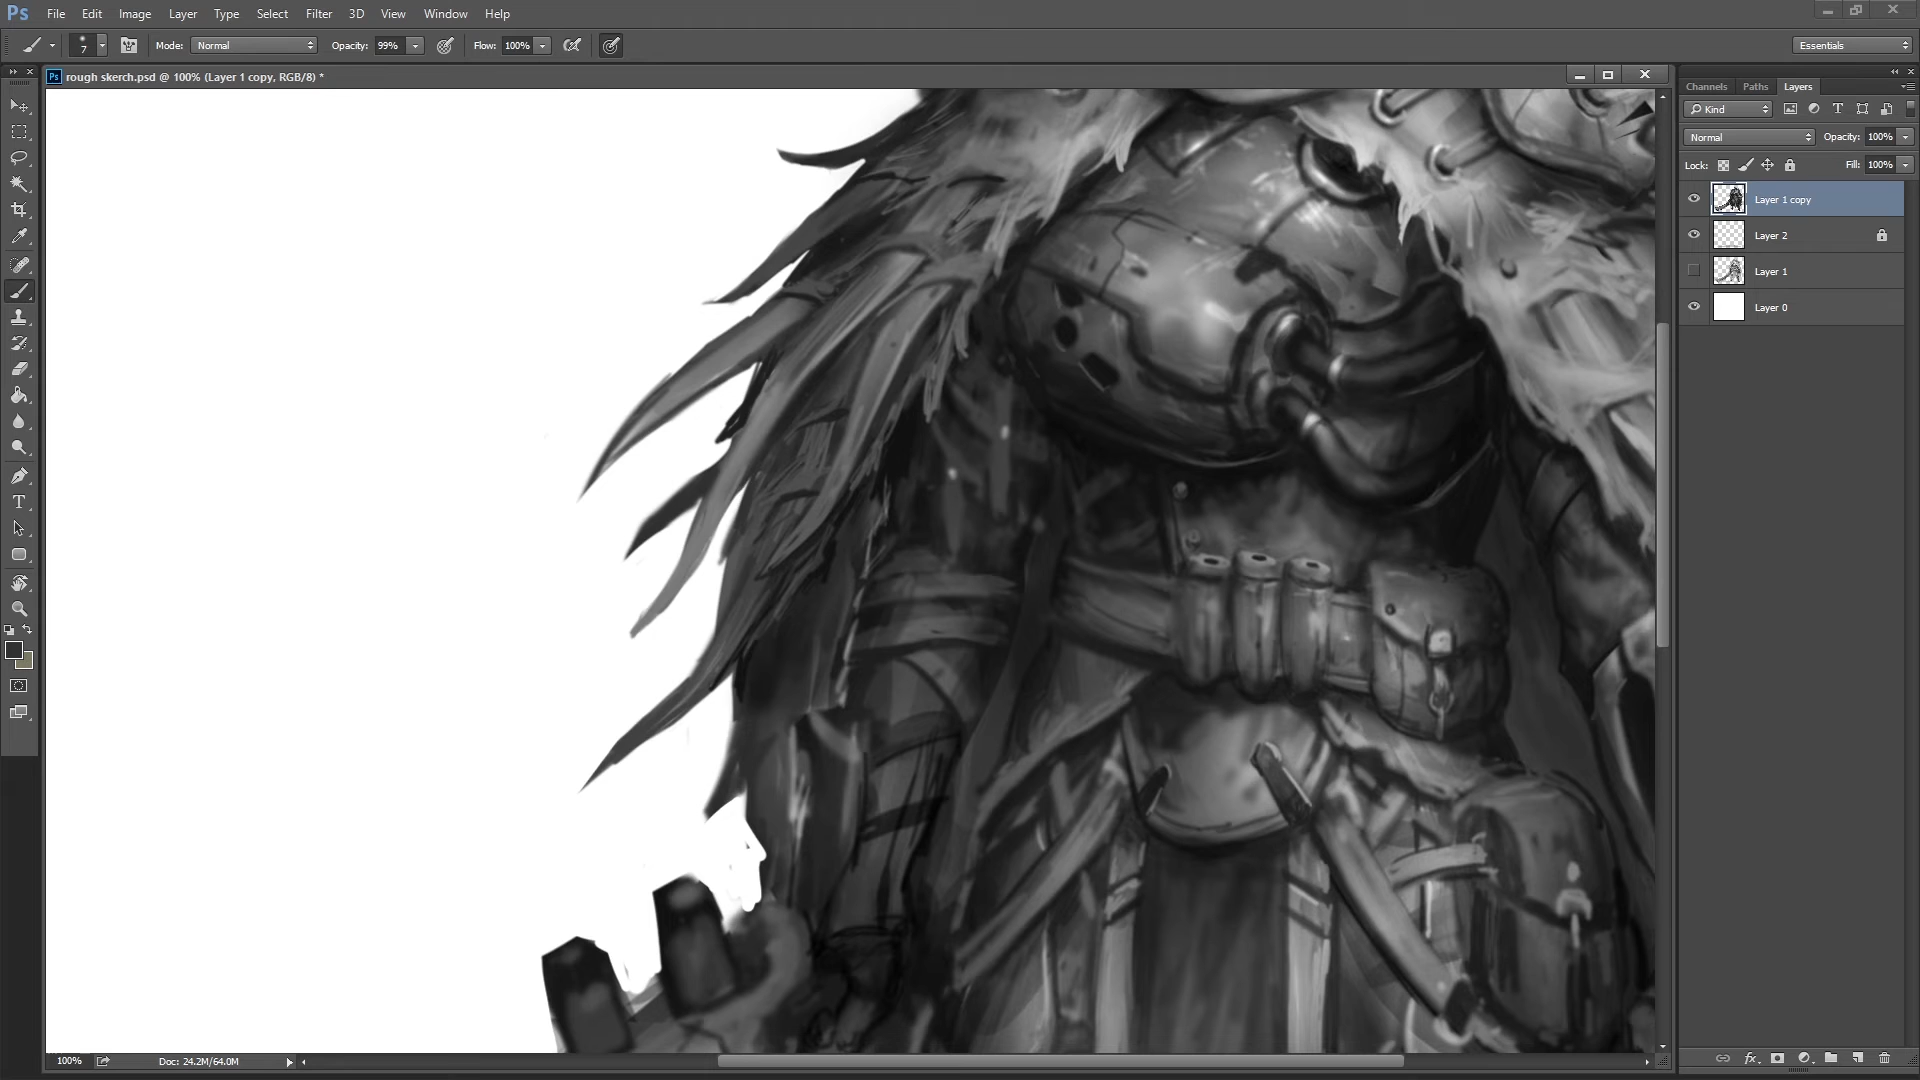 Ps File Edit Image Layer Type Select Filter 3D View Window Help
7 Mode: Normal Opacity: 99% Flow: 100% Essentials
Ps rough skerch.psd @ 100% (Layer 1 copy, RGB/8) *
Channels Paths Layers
Kind T
Normal Opacity: 100%
Lock: Fill: 100%
Layer 1 copy
Layer 2
Layer 1
Layer 0
T
100% Doc: 24.2M/64.0M
fx